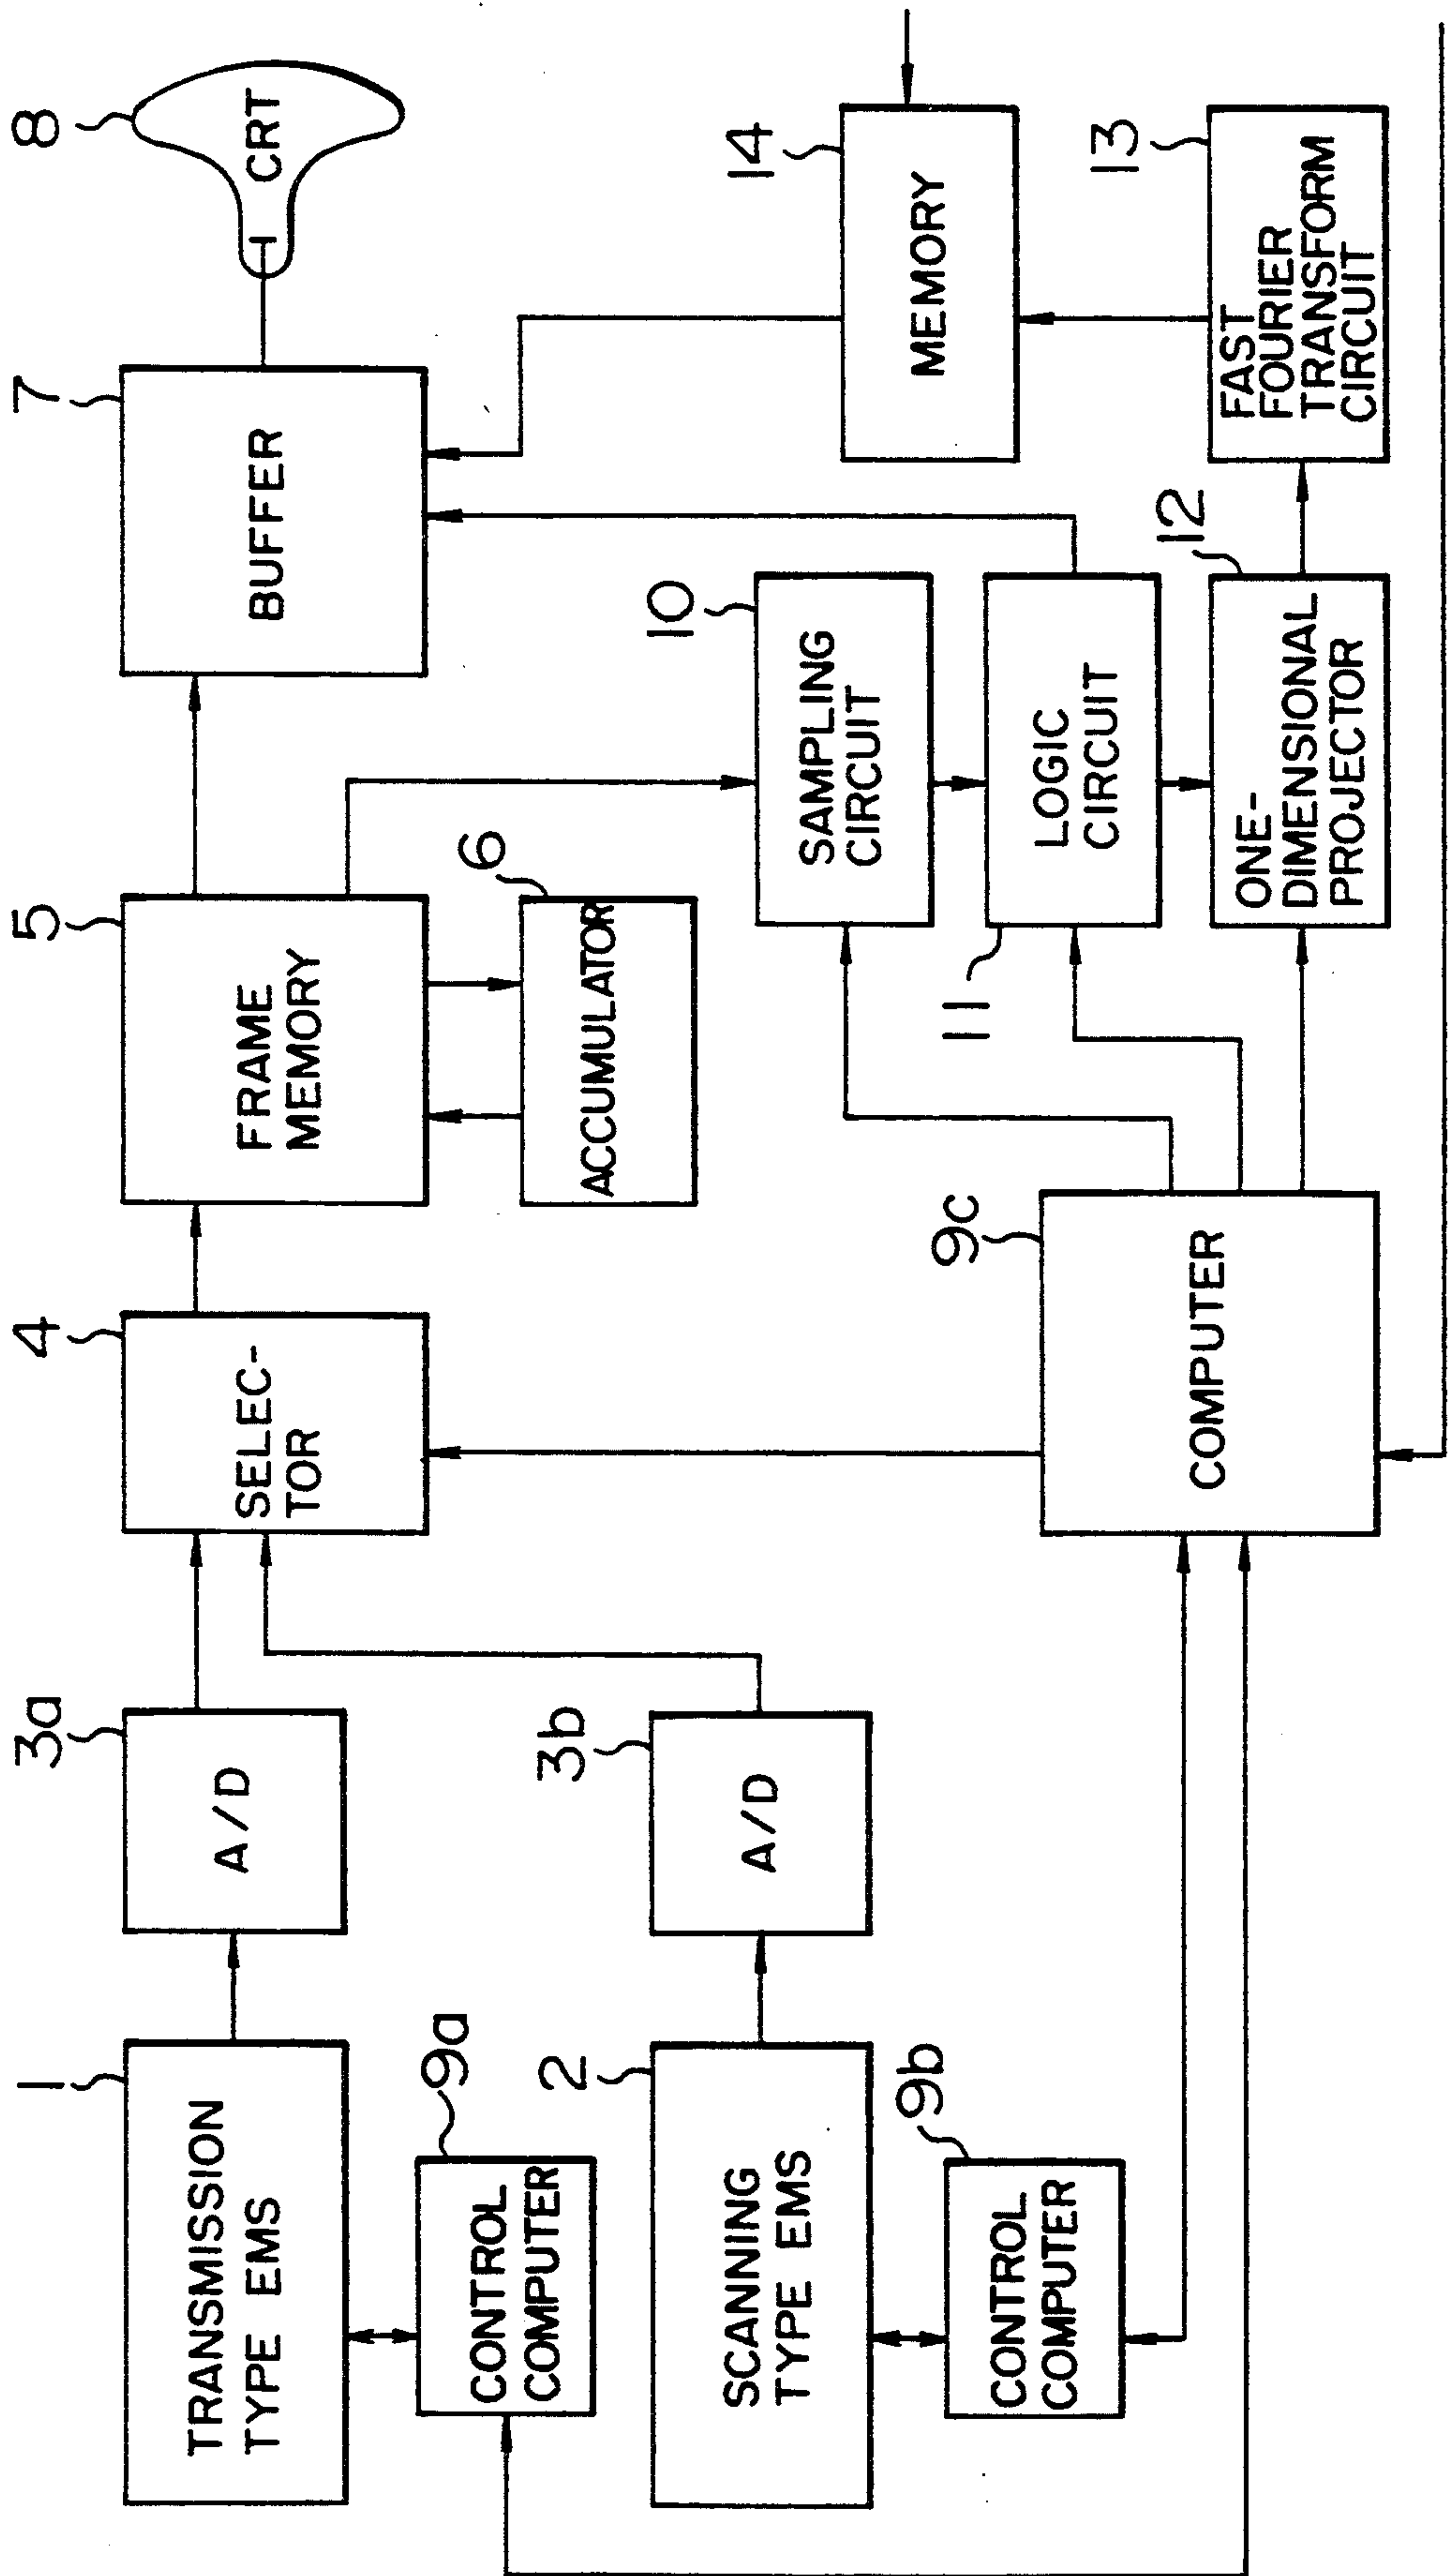 1
TRANSMISSION
TYPE EMS
3a
A/D
4
SELEC-
TOR
5
FRAME
MEMORY
7
BUFFER
8
CRT
9a
CONTROL
COMPUTER
6
ACCUMULATOR
2
SCANNING
TYPE EMS
3b
A/D
10
SAMPLING
CIRCUIT
14
MEMORY
9b
CONTROL
COMPUTER
9c
COMPUTER
11
LOGIC
CIRCUIT
12
ONE-
DIMENSIONAL
PROJECTOR
13
FAST
FOURIER
TRANSFORM
CIRCUIT